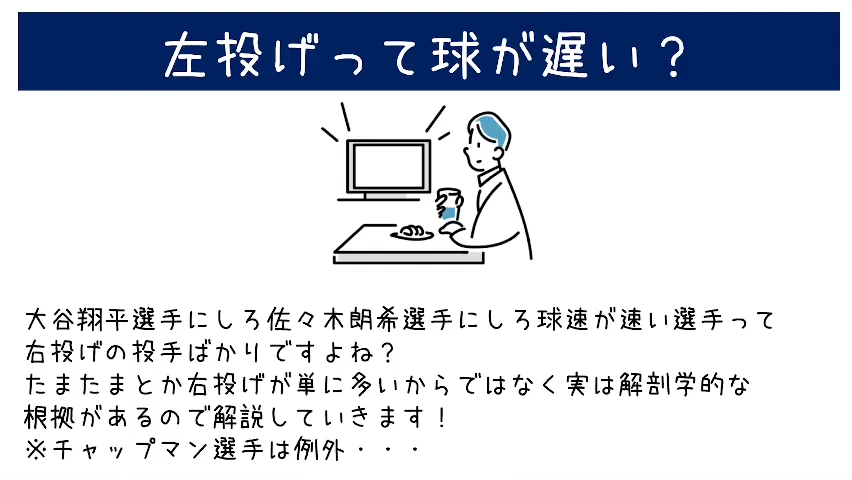 左投げって球が遅い？
大谷翔平選手にしろ佐々木朗希選手にしろ球速が速い選手って
右投げの投手ばかりですよね？
たまたまとか右投げが単に多いからではなく実は解剖学的な
根拠があるので解説していきます！
※チャップマン選手は例外・・・